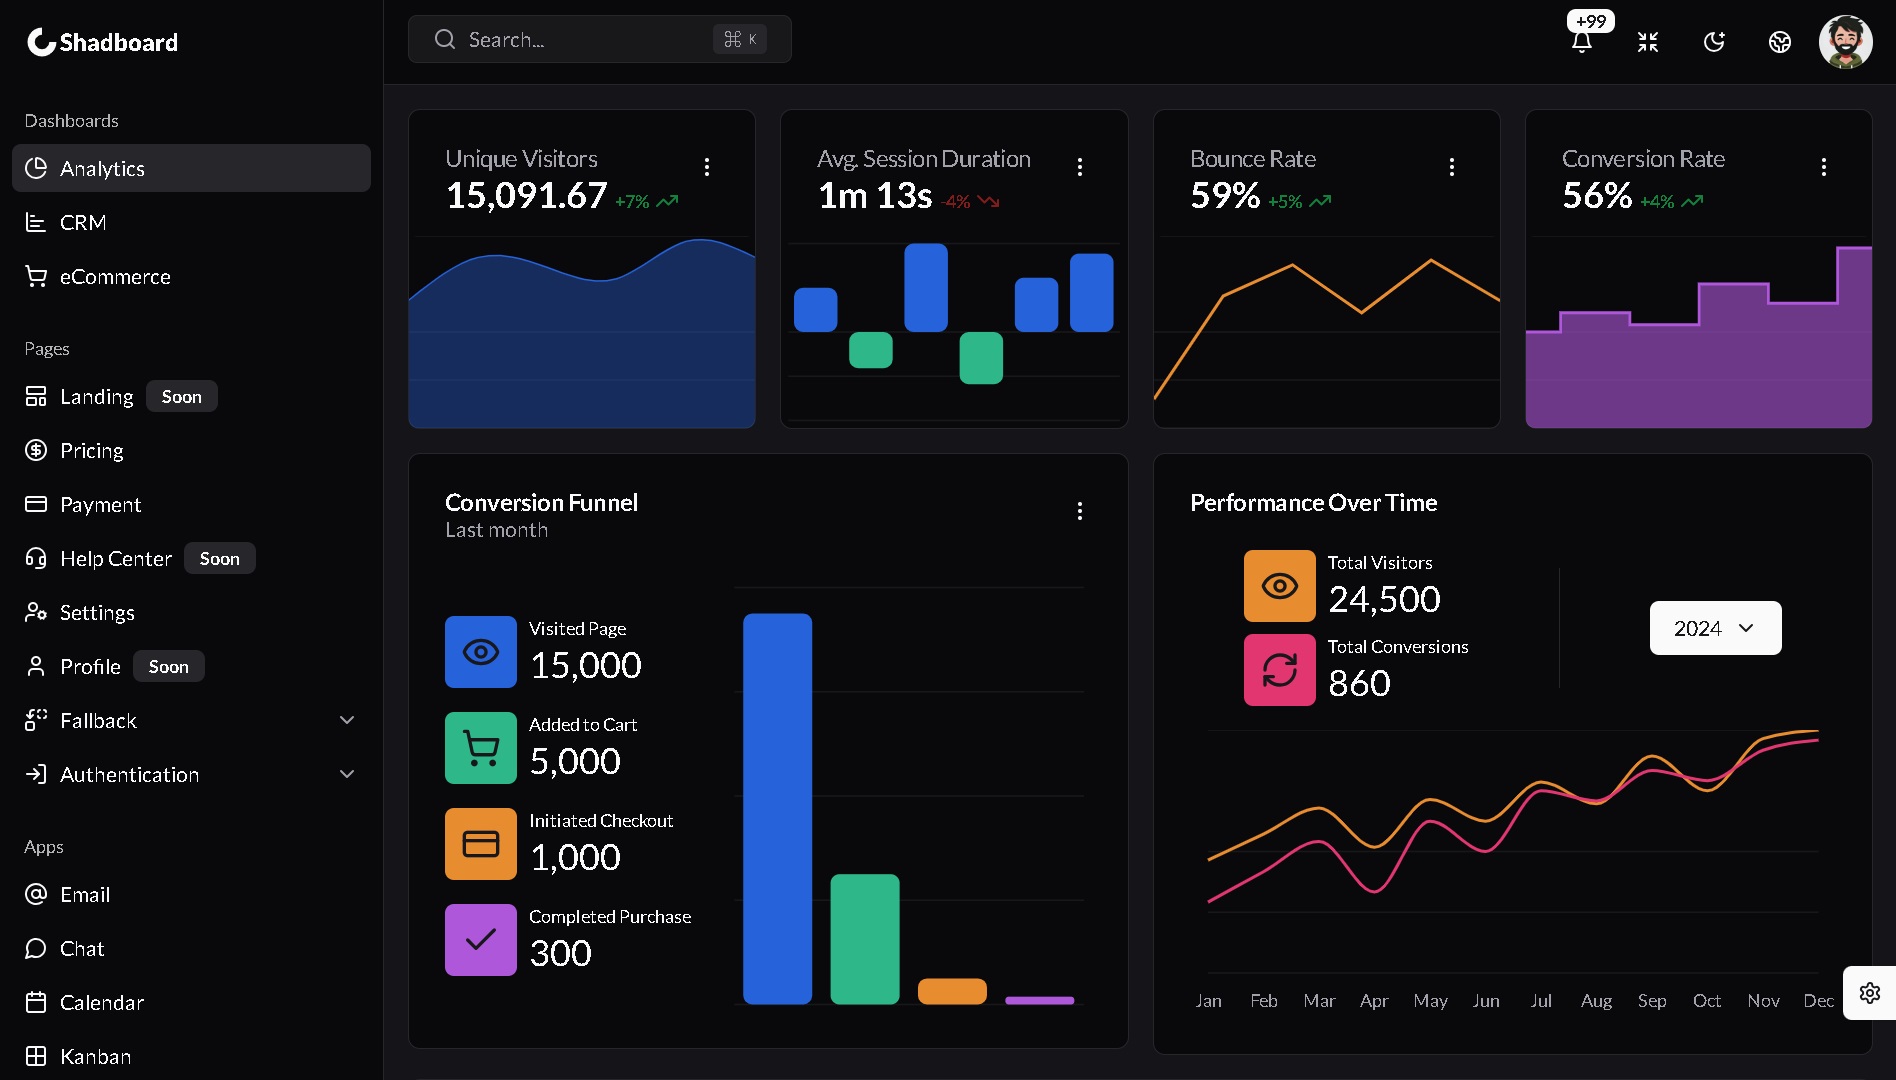 Shadboard
Search...
⌘ K
+99
Dashboards
Analytics
CRM
eCommerce
Pages
Landing Soon
Pricing
Payment
Help Center Soon
Settings
Profile Soon
Fallback
Authentication
Apps
Email
Chat
Calendar
Kanban
Unique Visitors
15,091.67 +7%
Avg. Session Duration
1m 13s -4%
Bounce Rate
59% +5%
Conversion Rate
56% +4%
Conversion Funnel
Last month
Visited Page
15,000
Added to Cart
5,000
Initiated Checkout
1,000
Completed Purchase
300
Performance Over Time
Total Visitors
24,500
Total Conversions
860
2024
Jan Feb Mar Apr May Jun Jul Aug Sep Oct Nov Dec